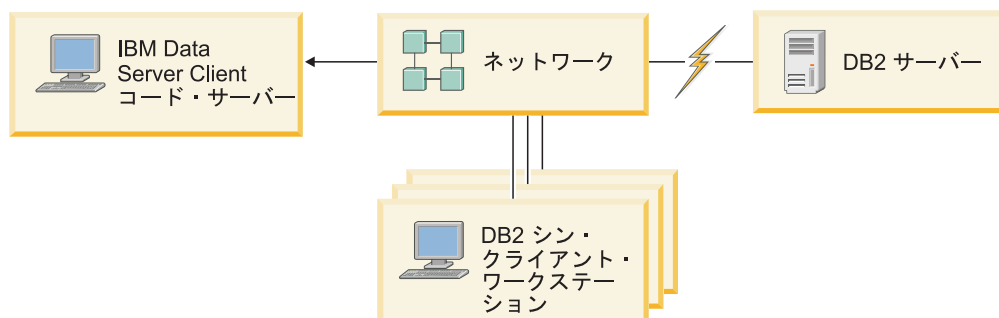 IBM Data
Server Client
コード・サーバー
ネットワーク
DB2 サーバー
DB2 シン・
クライアント・
ワークステー
ション